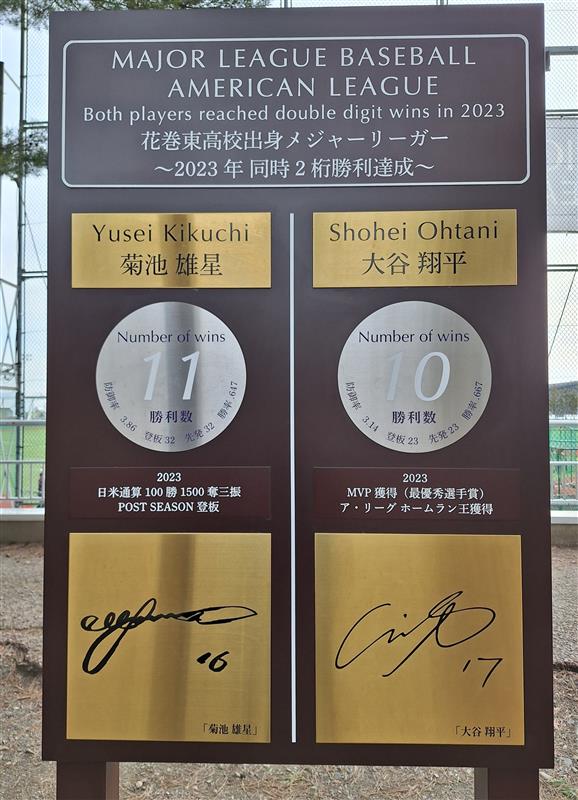 MAJOR LEAGUE BASEBALL
AMERICAN LEAGUE
Both players reached double digit wins in 2023
花巻東高校出身メジャーリーガー
～2023年 同時2桁勝利達成～
Yusei Kikuchi
菊池 雄星
Number of wins
11
勝利数
防御率 3.86 登板 32 先発 32 勝率 .647
2023
日米通算100勝1500奪三振
POST SEASON 登板
16
「菊池 雄星」
Shohei Ohtani
大谷 翔平
Number of wins
10
勝利数
防御率 3.14 登板 23 先発 23 勝率 .667
2023
MVP 獲得（最優秀選手賞）
ア・リーグ ホームラン王獲得
17
「大谷 翔平」